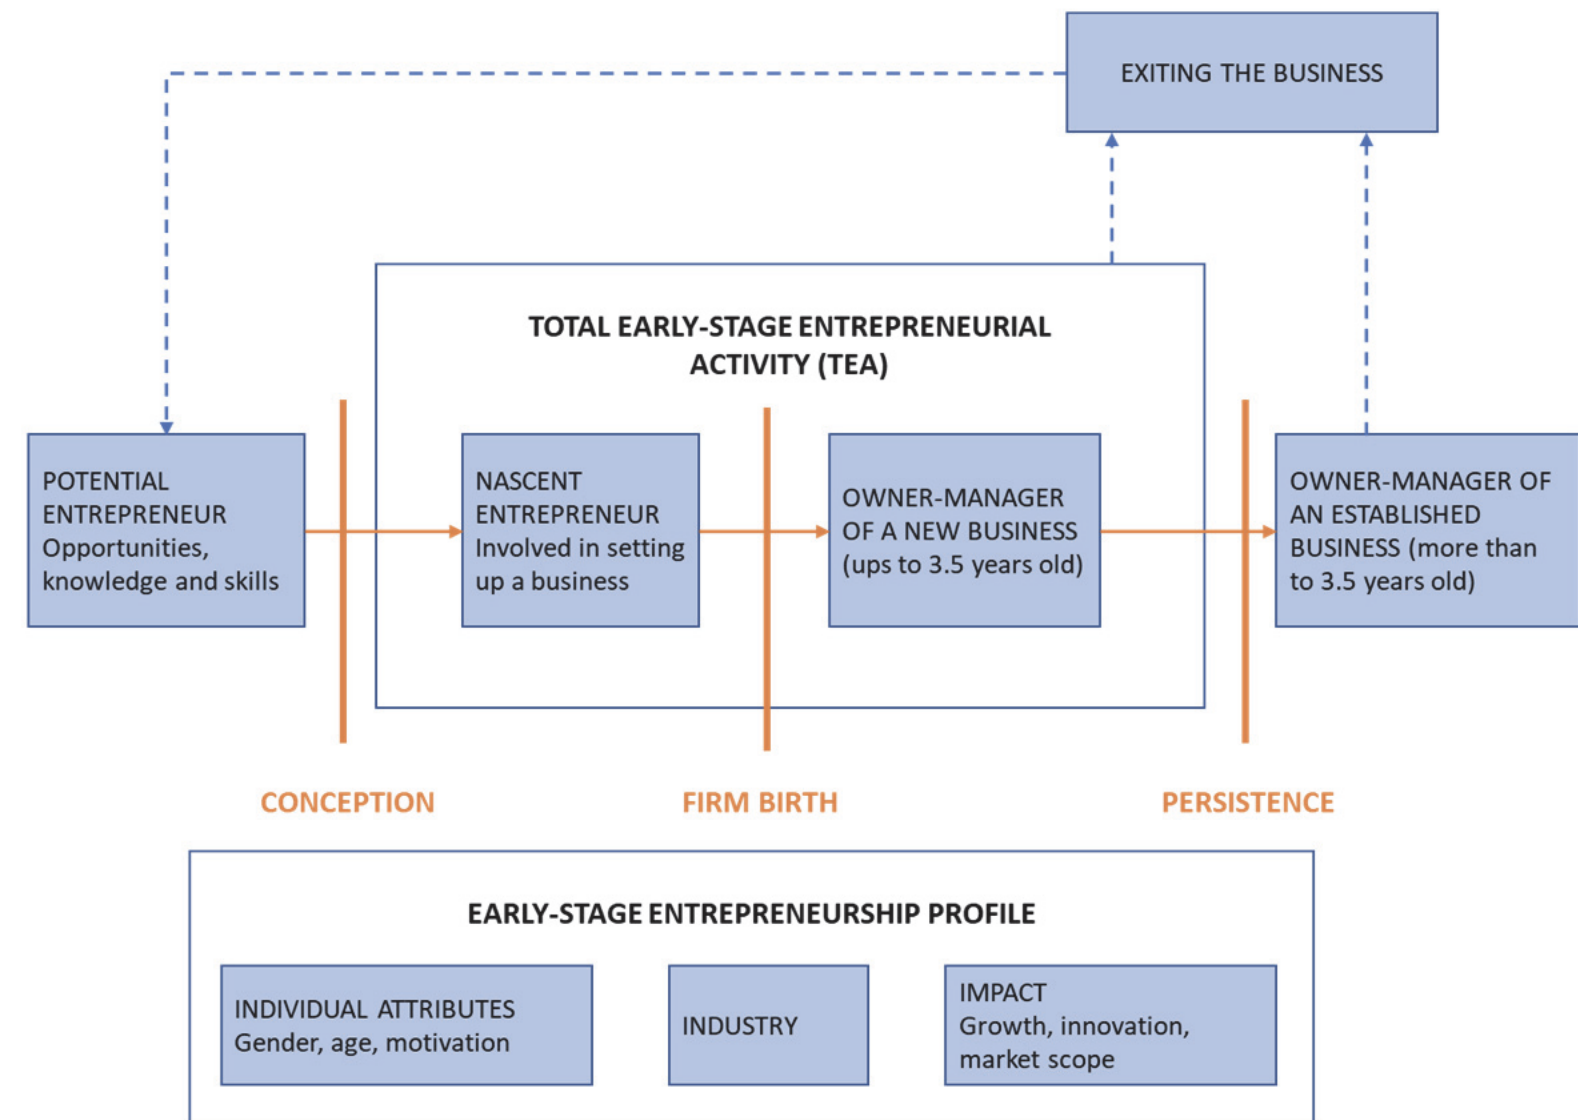 EXITING THE BUSINESS
TOTAL EARLY-STAGE ENTREPRENEURIAL
ACTIVITY (TEA)
POTENTIAL
ENTREPRENEUR
Opportunities,
knowledge and skills
NASCENT
ENTREPRENEUR
Involved in setting
up a business
OWNER-MANAGER
OF A NEW BUSINESS
(ups to 3.5 years old)
OWNER-MANAGER OF
AN ESTABLISHED
BUSINESS (more than
to 3.5 years old)
CONCEPTION
FIRM BIRTH
PERSISTENCE
EARLY-STAGE ENTREPRENEURSHIP PROFILE
INDIVIDUAL ATTRIBUTES
Gender, age, motivation
INDUSTRY
IMPACT
Growth, innovation,
market scope